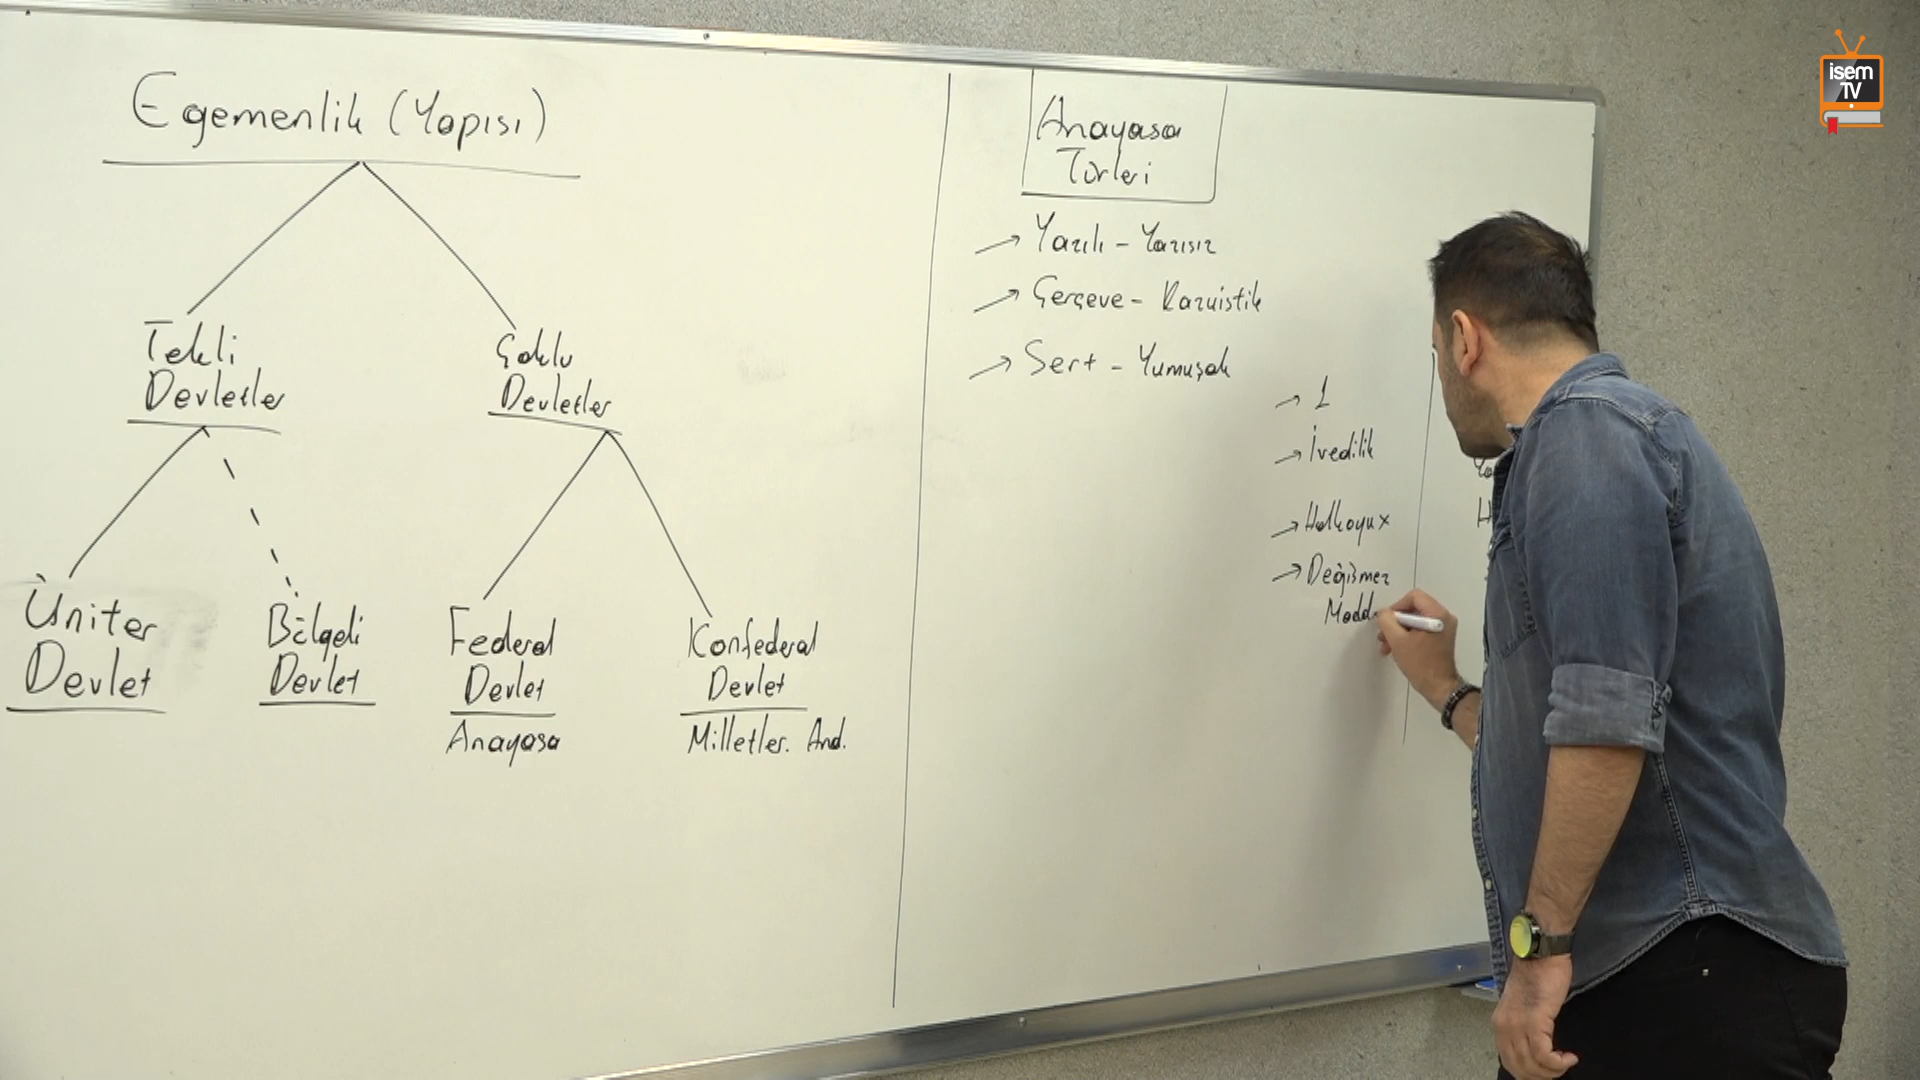 Egemenlik (Yapısı)
Tekli
Devletler
Çoklu
Devletler
Üniter
Devlet
Bölgeli
Devlet
Federal
Devlet
Anayasa
Konfederal
Devlet
Milletler. And.
Anayasa
Türleri
→ Yazılı - Yazısız
→ Çerçeve - Kazuistik
→ Sert - Yumuşak
→ 1
→ İvedilik
→ Halkoyu x
→ Değişmez
Madd
isem
TV